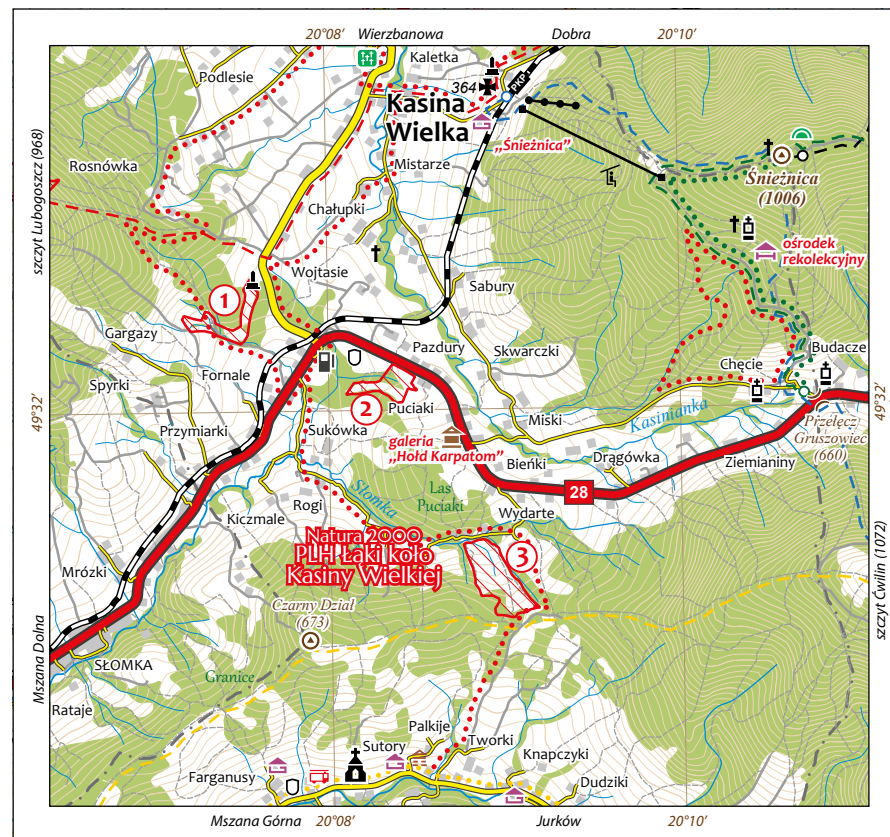 20°08'
Wierzbanowa
Dobra
20°10'
Kaletka
364
PKP
Podlesie
Kasina
Wielka
„Śnieżnica”
szczyt Lubogoszcz (968)
Rosnówka
Mistarze
Śnieżnica
(1006)
Chałupki
ośrodek
rekolekcyjny
Wojtasie
1
Sabury
Gargazy
Pazdury
Skwarczki
Budacze
Fornale
Chęcie
Spyrki
49°32'
2
Puciaki
49°32'
Kasinianka
Miski
Przełęcz
Gruszowiec
(660)
Przymiarki
Sukówka
galeria
„Hołd Karpatom”
Bieńki
Drągówka
Ziemianiny
Las
Puciaki
28
Słomka
Rogi
Kiczmale
Wydarte
Natura 2000
PLH Łąki koło
Kasiny Wielkiej
3
Mrózki
Czarny Dział
(673)
szczyt Ćwilin (1072)
Mszana Dolna
SŁOMKA
Granice
Rataje
Palkije
Tworki
Sutory
Knapczyki
Farganusy
Dudziki
Mszana Górna
20°08'
Jurków
20°10'